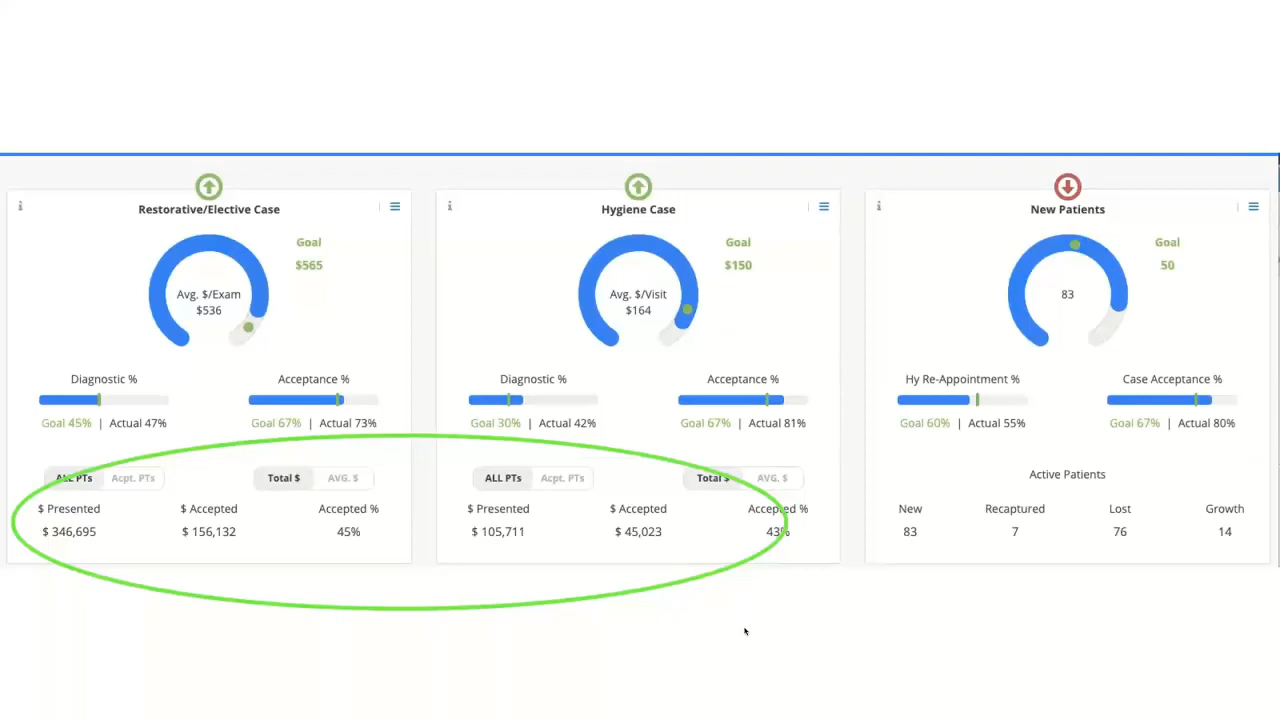 Restorative/Elective Case
Goal
$565
Avg. $/Exam
$536
Diagnostic %
Acceptance %
Goal 45% | Actual 47%
Goal 67% | Actual 73%
ALL PTs
Acpt. PTs
Total $
AVG. $
$ Presented
$ Accepted
Accepted %
$ 346,695
$ 156,132
45%
Hygiene Case
Goal
$150
Avg. $/Visit
$164
Diagnostic %
Acceptance %
Goal 30% | Actual 42%
Goal 67% | Actual 81%
ALL PTs
Acpt. PTs
Total $
AVG. $
$ Presented
$ Accepted
Accepted %
$ 105,711
$ 45,023
43%
New Patients
Goal
50
83
Hy Re-Appointment %
Case Acceptance %
Goal 60% | Actual 55%
Goal 67% | Actual 80%
Active Patients
New
Recaptured
Lost
Growth
83
7
76
14